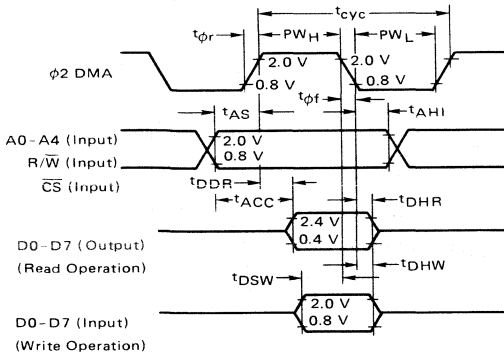 tcyc
tϕr PWH PWL
ϕ2 DMA 2.0 V 2.0 V
0.8 V 0.8 V
tAS tϕf tAHI
A0-A4 (Input) 2.0 V
R/W̅ (Input) 0.8 V
C̅S̅ (Input) tDDR
tACC tDHR
D0-D7 (Output) 2.4 V
0.4 V
(Read Operation) tDHW
tDSW
D0-D7 (Input) 2.0 V
0.8 V
(Write Operation)